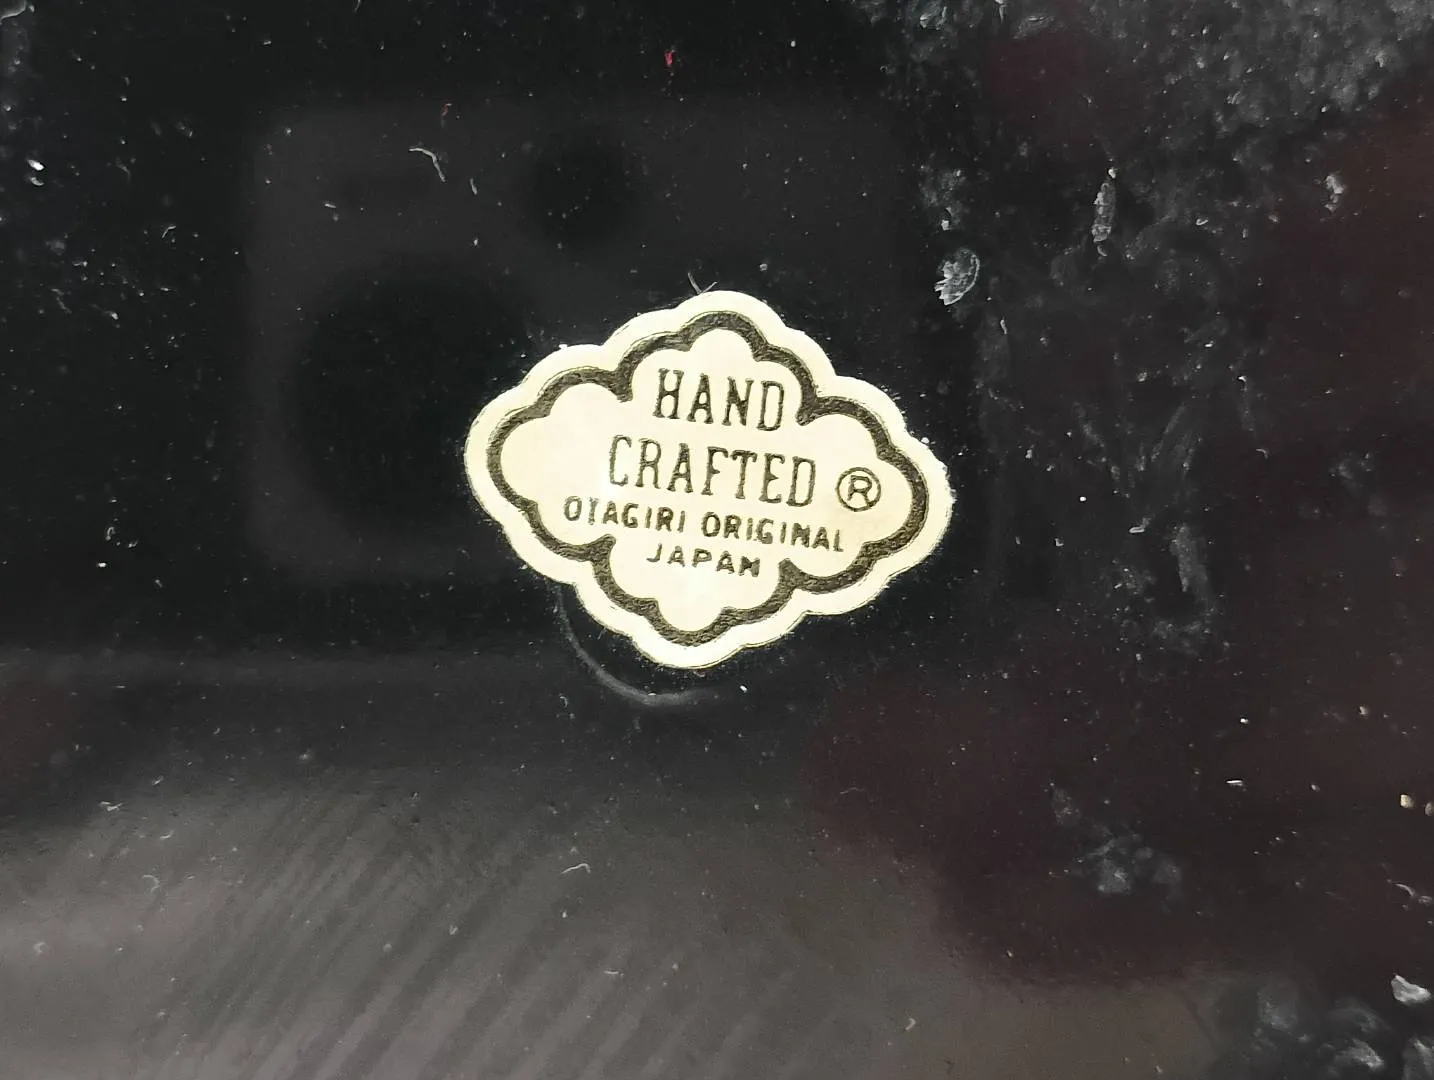 HAND
CRAFTED ®
OTAGIRI ORIGINAL
JAPAN